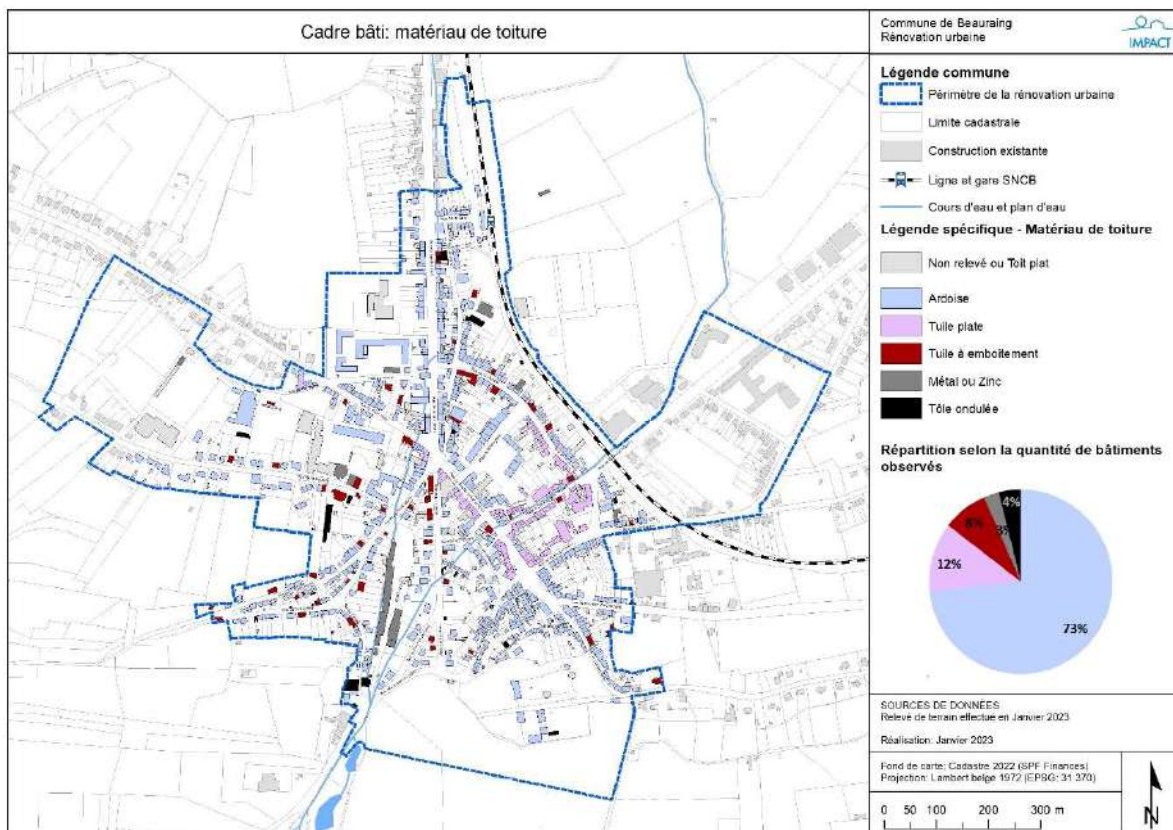 Cadre bâti: matériau de toiture
Commune de Beauraing
Rénovation urbaine
IMPACT
Légende commune
Périmètre de la rénovation urbaine
Limite cadastrale
Construction existante
Ligne et gare SNCB
Cours d'eau et plan d'eau
Légende spécifique - Matériau de toiture
Non relevé ou Toit plat
Ardoise
Tuile plate
Tuile à emboitement
Métal ou Zinc
Tôle ondulée
Répartition selon la quantité de bâtiments
observés
4%
3%
8%
12%
73%
SOURCES DE DONNÉES
Relevé de terrain effectué en Janvier 2023
Réalisation: Janvier 2023
Fond de carte: Cadastre 2022 (SPF Finances)
Projection: Lambert belge 1972 (EPSG: 31 370)
0 50 100 200 300 m
N